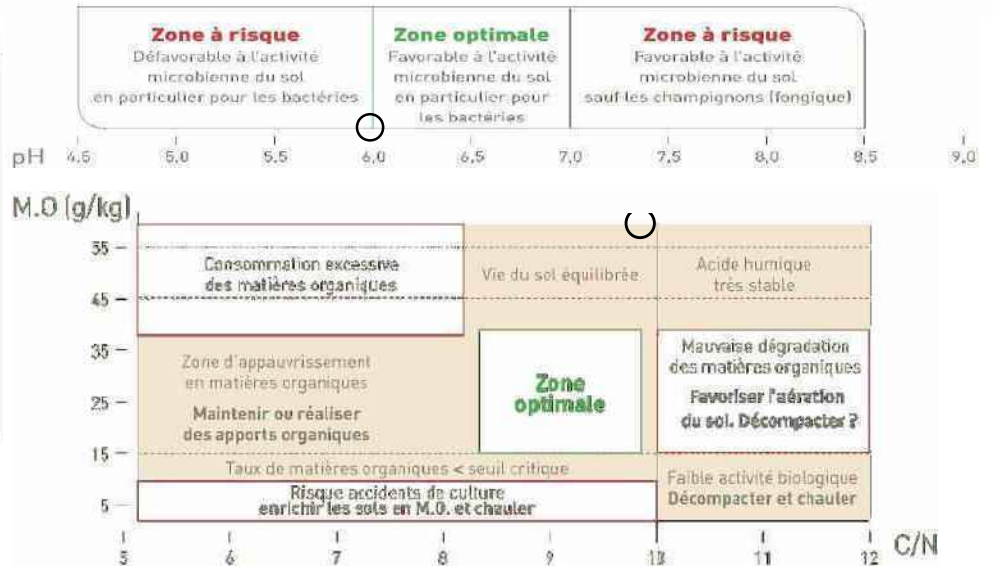 Zone à risque
Défavorable à l'activité
microbienne du sol
en particulier pour les bactéries
Zone optimale
Favorable à l'activité
microbienne du sol
en particulier pour
les bactéries
Zone à risque
Favorable à l'activité
microbienne du sol
sauf les champignons (fongique)
pH 4,5 5,0 5,5 6,0 6,5 7,0 7,5 8,0 8,5 9,0
M.O (g/kg)
55
45
35
25
15
5
Consommation excessive
des matières organiques
Vie du sol équilibrée
Acide humique
très stable
Zone d'appauvrissement
en matières organiques
Maintenir ou réaliser
des apports organiques
Zone
optimale
Mauvaise dégradation
des matières organiques
Favoriser l'aération
du sol. Décompacter ?
Taux de matières organiques < seuil critique
Risque accidents de culture
enrichir les sols en M.O. et chauler
Faible activité biologique
Décompacter et chauler
5 6 7 8 9 10 11 12 C/N